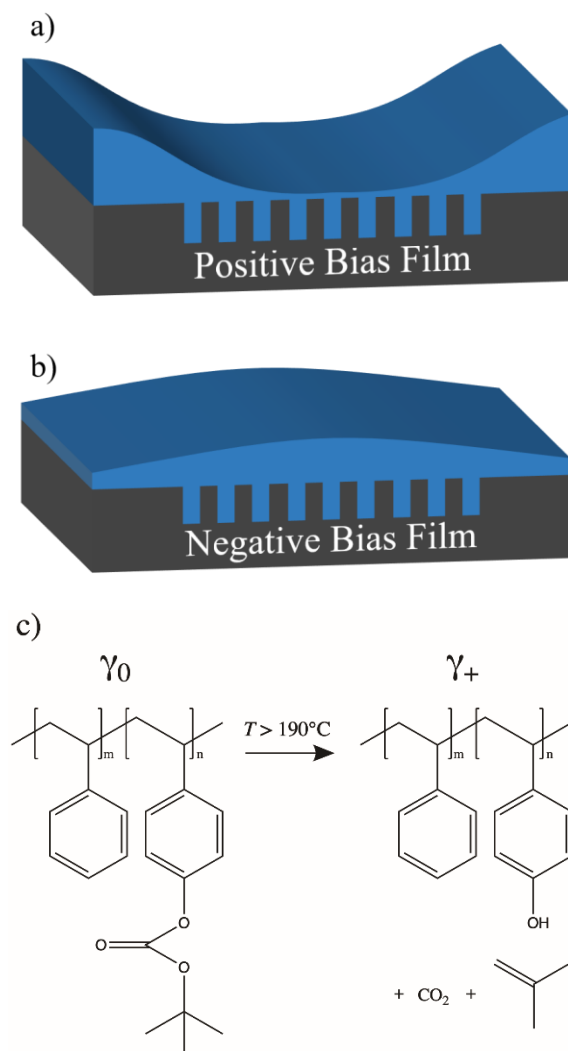 a)
Positive Bias Film
b)
Negative Bias Film
c)
γ₀ γ₊
T > 190°C
m n m n
O
O
O
OH
+ CO₂ +